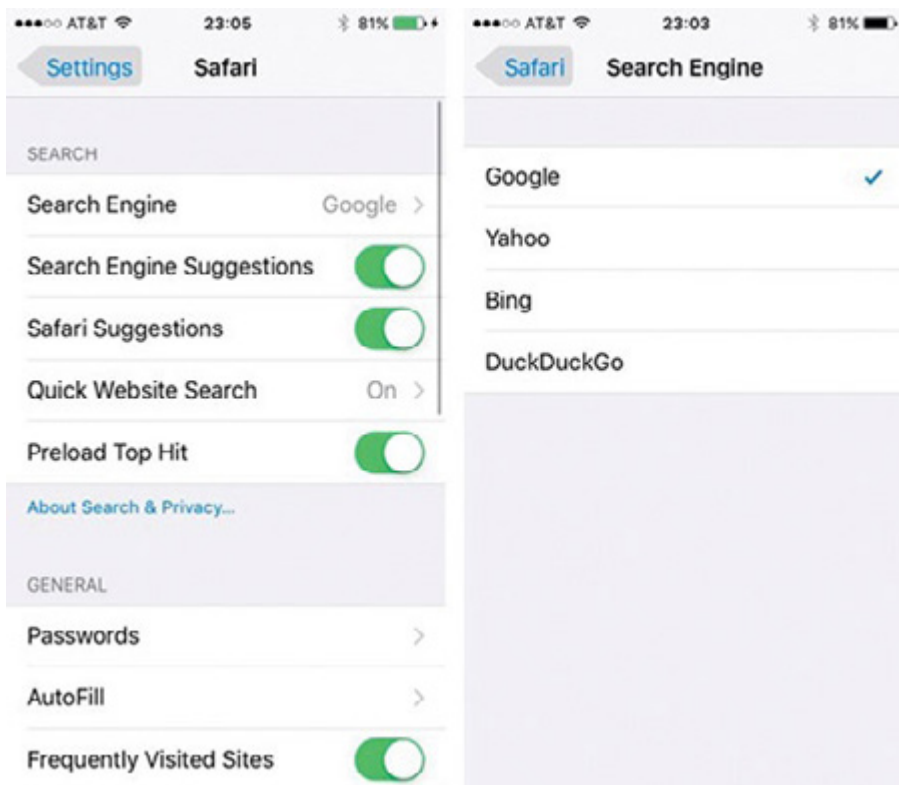 AT&T 23:05 81%
Settings Safari
SEARCH
Search Engine Google
Search Engine Suggestions
Safari Suggestions
Quick Website Search On
Preload Top Hit
About Search & Privacy...
GENERAL
Passwords
AutoFill
Frequently Visited Sites
AT&T 23:03 81%
Safari Search Engine
Google
Yahoo
Bing
DuckDuckGo